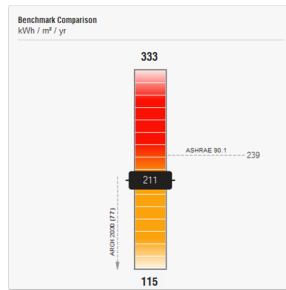 Benchmark Comparison
kWh / m² / yr
333
ASHRAE 90.1
239
211
ARCH 2030 (77)
115